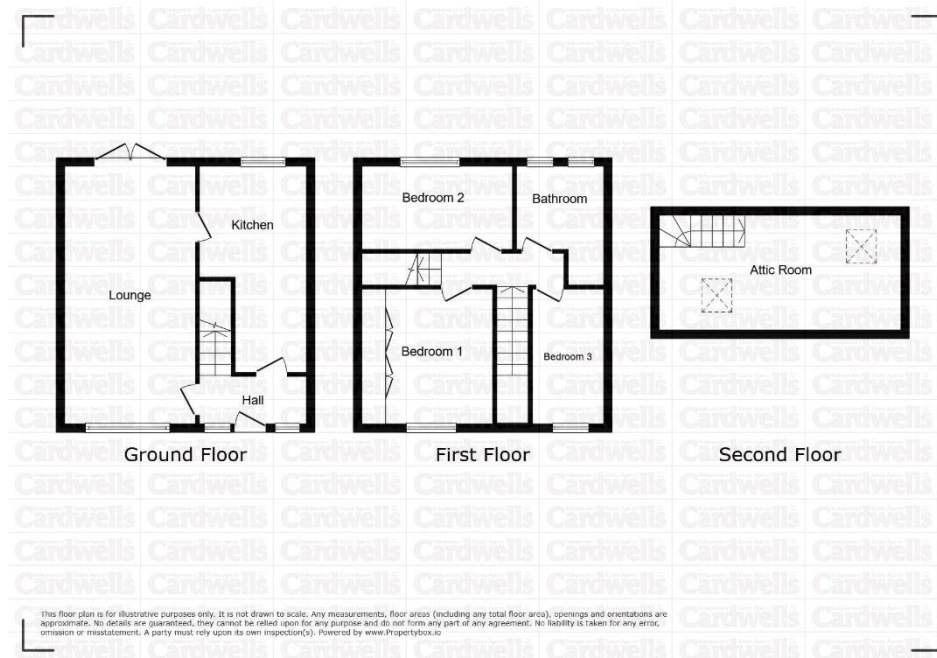 Bedroom 2
Bathroom
Kitchen
Attic Room
Lounge
Bedroom 1
Bedroom 3
Hall
Ground Floor
First Floor
Second Floor
This floor plan is for illustrative purposes only. It is not drawn to scale. Any measurements, floor areas (including any total floor area), openings and orientations are
approximate. No details are guaranteed, they cannot be relied upon for any purpose and do not form any part of any agreement. No liability is taken for any error,
omission or misstatement. A party must rely upon its own inspection(s). Powered by www.Propertybox.io
Cardwells